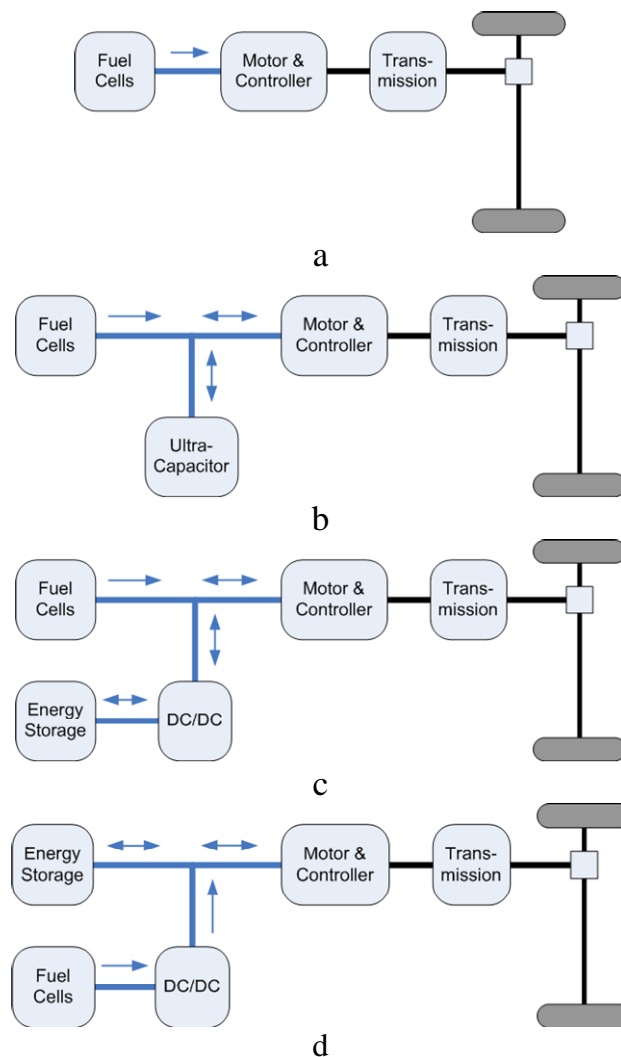 Fuel
Cells
Motor &
Controller
Trans-
mission
a
Fuel
Cells
Motor &
Controller
Trans-
mission
Ultra-
Capacitor
b
Fuel
Cells
Motor &
Controller
Trans-
mission
Energy
Storage
DC/DC
c
Energy
Storage
Motor &
Controller
Trans-
mission
Fuel
Cells
DC/DC
d